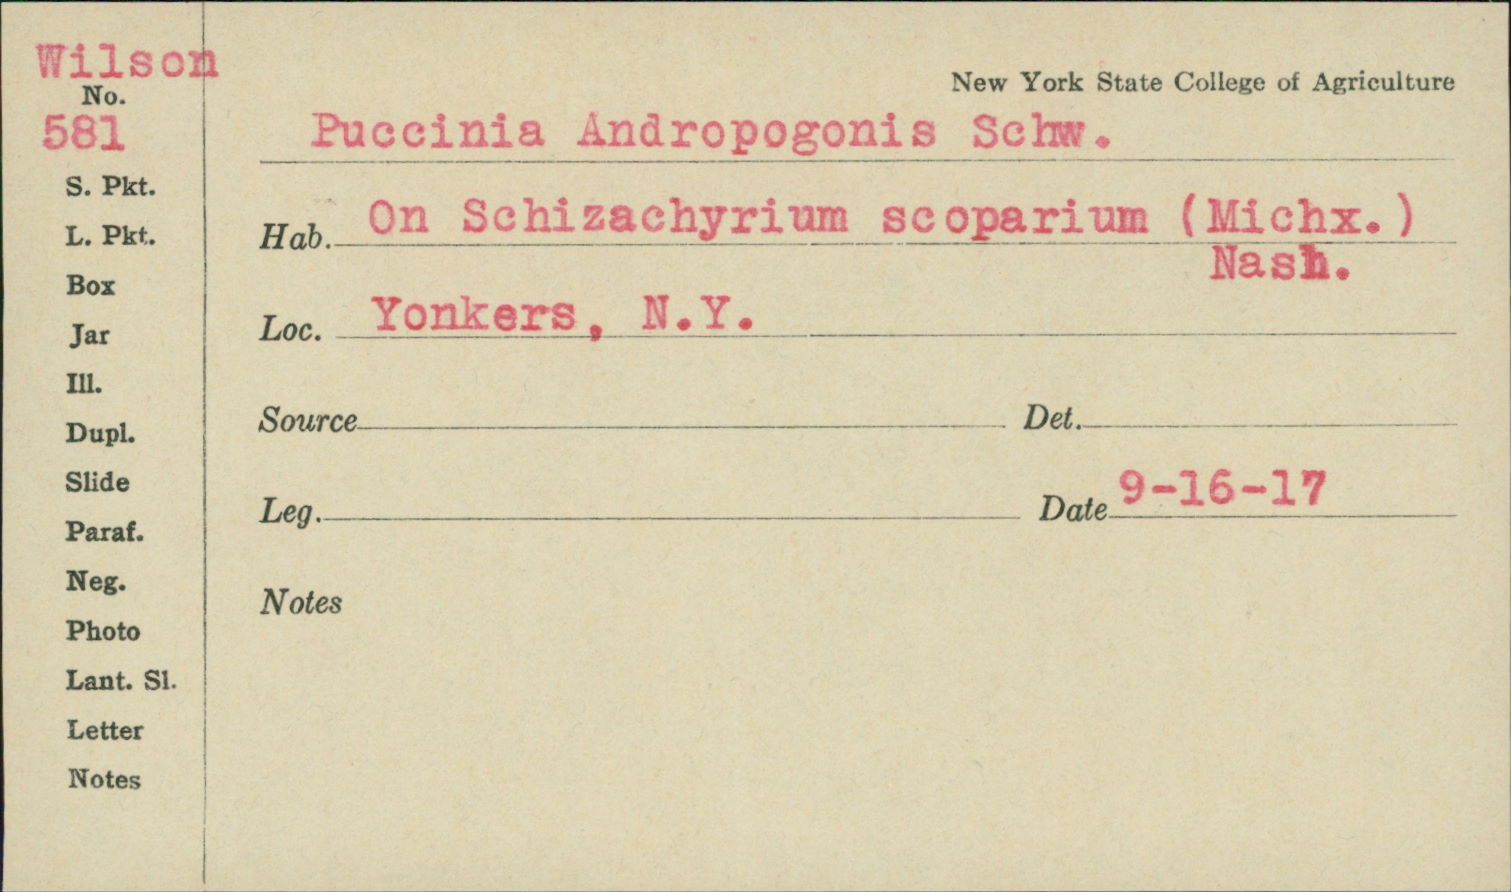 Wilson
No.
581
New York State College of Agriculture
Puccinia Andropogonis Schw.
Hab. On Schizachyrium scoparium (Michx.)
Nash.
Loc. Yonkers, N.Y.
Source Det.
Leg. Date 9-16-17
Notes
S. Pkt.
L. Pkt.
Box
Jar
Ill.
Dupl.
Slide
Paraf.
Neg.
Photo
Lant. Sl.
Letter
Notes